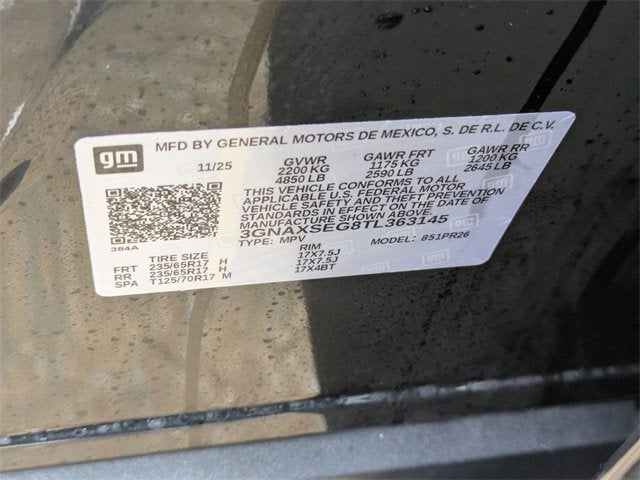 gm
MFD BY GENERAL MOTORS DE MEXICO, S. DE R.L. DE C.V.
11/25 GVWR GAWR FRT GAWR RR
2200 KG 1175 KG 1200 KG
4850 LB 2590 LB 2645 LB
THIS VEHICLE CONFORMS TO ALL
APPLICABLE U.S. FEDERAL MOTOR
VEHICLE SAFETY AND THEFT PREVENTION
STANDARDS IN EFFECT ON THE DATE OF
MANUFACTURE SHOWN ABOVE.
3GNAXSEG8TL363145
384A
TYPE: MPV MODEL: 851PR26
TIRE SIZE RIM
FRT 235/65R17 H 17X7.5J
RR 235/65R17 H 17X7.5J
SPA T125/70R17 M 17X4BT